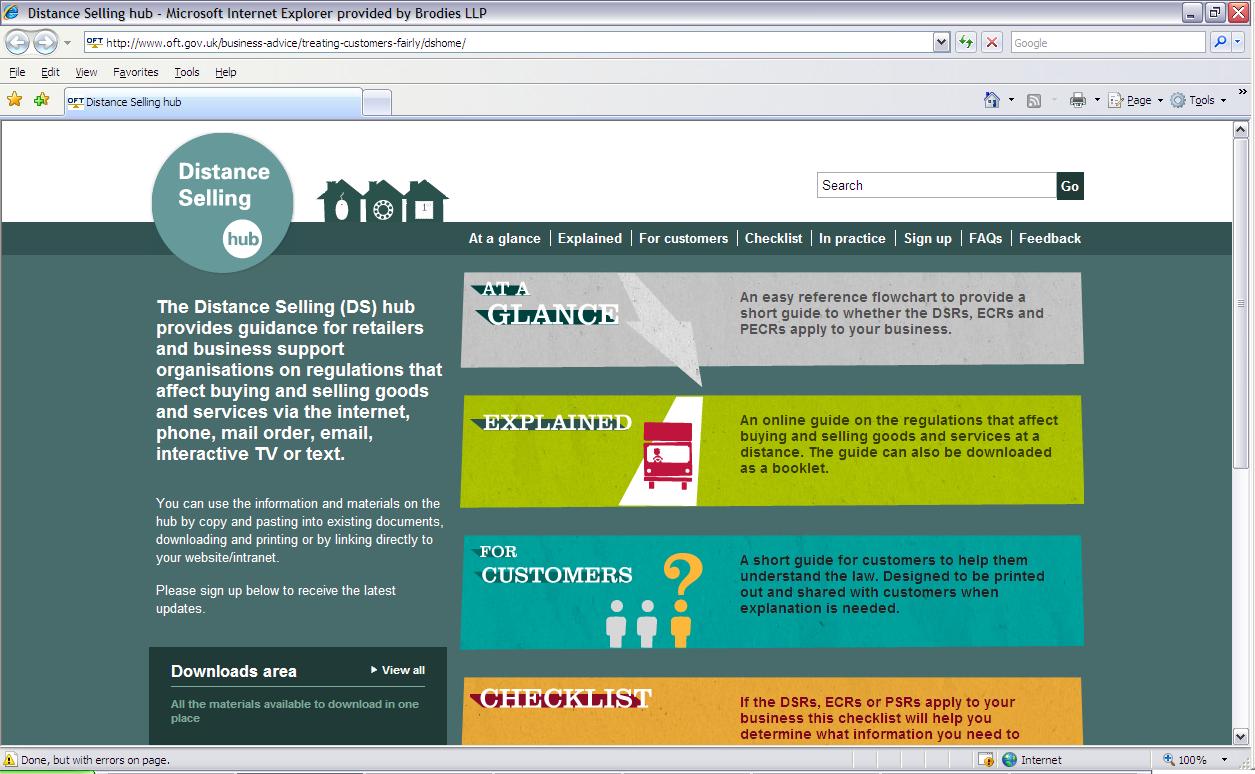 Distance Selling hub - Microsoft Internet Explorer provided by Brodies LLP
OFT http://www.oft.gov.uk/business-advice/treating-customers-fairly/dshome/
Google
File Edit View Favorites Tools Help
OFT Distance Selling hub
Page Tools »
Distance
Selling
hub
1st
Search Go
At a glance | Explained | For customers | Checklist | In practice | Sign up | FAQs | Feedback
The Distance Selling (DS) hub
provides guidance for retailers
and business support
organisations on regulations that
affect buying and selling goods
and services via the internet,
phone, mail order, email,
interactive TV or text.
You can use the information and materials on the
hub by copy and pasting into existing documents,
downloading and printing or by linking directly to
your website/intranet.
Please sign up below to receive the latest
updates.
Downloads area View all
All the materials available to download in one
place
AT A
GLANCE
An easy reference flowchart to provide a
short guide to whether the DSRs, ECRs and
PECRs apply to your business.
EXPLAINED
An online guide on the regulations that affect
buying and selling goods and services at a
distance. The guide can also be downloaded
as a booklet.
FOR
CUSTOMERS
?
A short guide for customers to help them
understand the law. Designed to be printed
out and shared with customers when
explanation is needed.
CHECKLIST
If the DSRs, ECRs or PSRs apply to your
business this checklist will help you
determine what information you need to
Done, but with errors on page.
Internet
100%